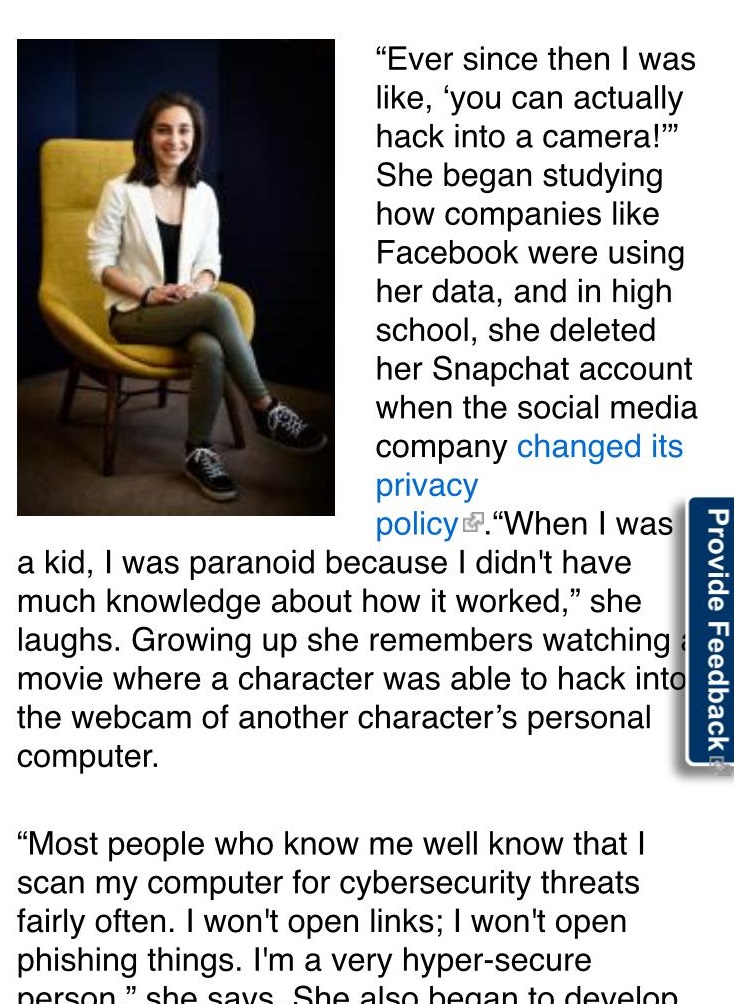 “Ever since then I was
like, ‘you can actually
hack into a camera!’”
She began studying
how companies like
Facebook were using
her data, and in high
school, she deleted
her Snapchat account
when the social media
company changed its
privacy
policy.“When I was
a kid, I was paranoid because I didn't have
much knowledge about how it worked,” she
laughs. Growing up she remembers watching a
movie where a character was able to hack into
the webcam of another character’s personal
computer.
“Most people who know me well know that I
scan my computer for cybersecurity threats
fairly often. I won't open links; I won't open
phishing things. I'm a very hyper-secure
person,” she says. She also began to develop
Provide Feedback